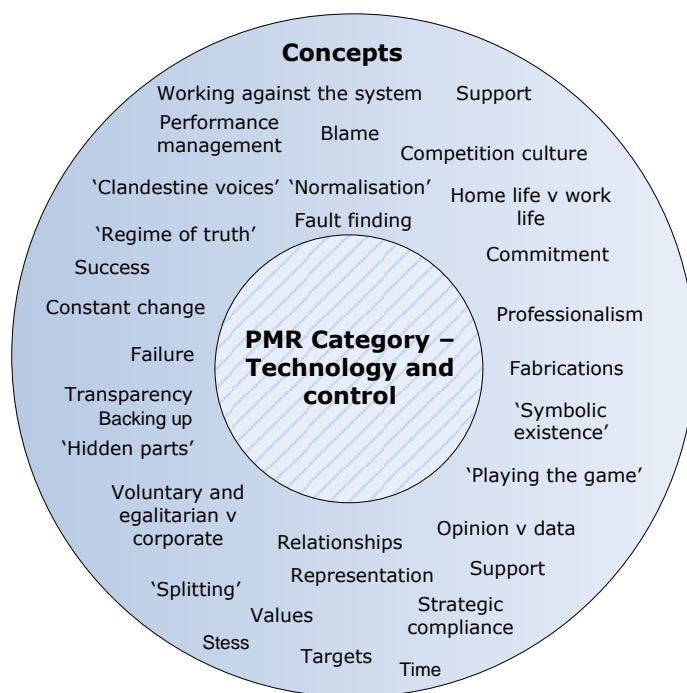 Concepts
Working against the system
Support
Performance
management
Blame
Competition culture
‘Clandestine voices’
‘Normalisation’
Home life v work
life
‘Regime of truth’
Fault finding
Success
Commitment
Constant change
Professionalism
PMR Category –
Technology and
control
Failure
Fabrications
Transparency
Backing up
‘Symbolic
existence’
‘Hidden parts’
‘Playing the game’
Voluntary and
egalitarian v
corporate
Relationships
Opinion v data
Representation
Support
‘Splitting’
Values
Strategic
compliance
Stess
Targets
Time